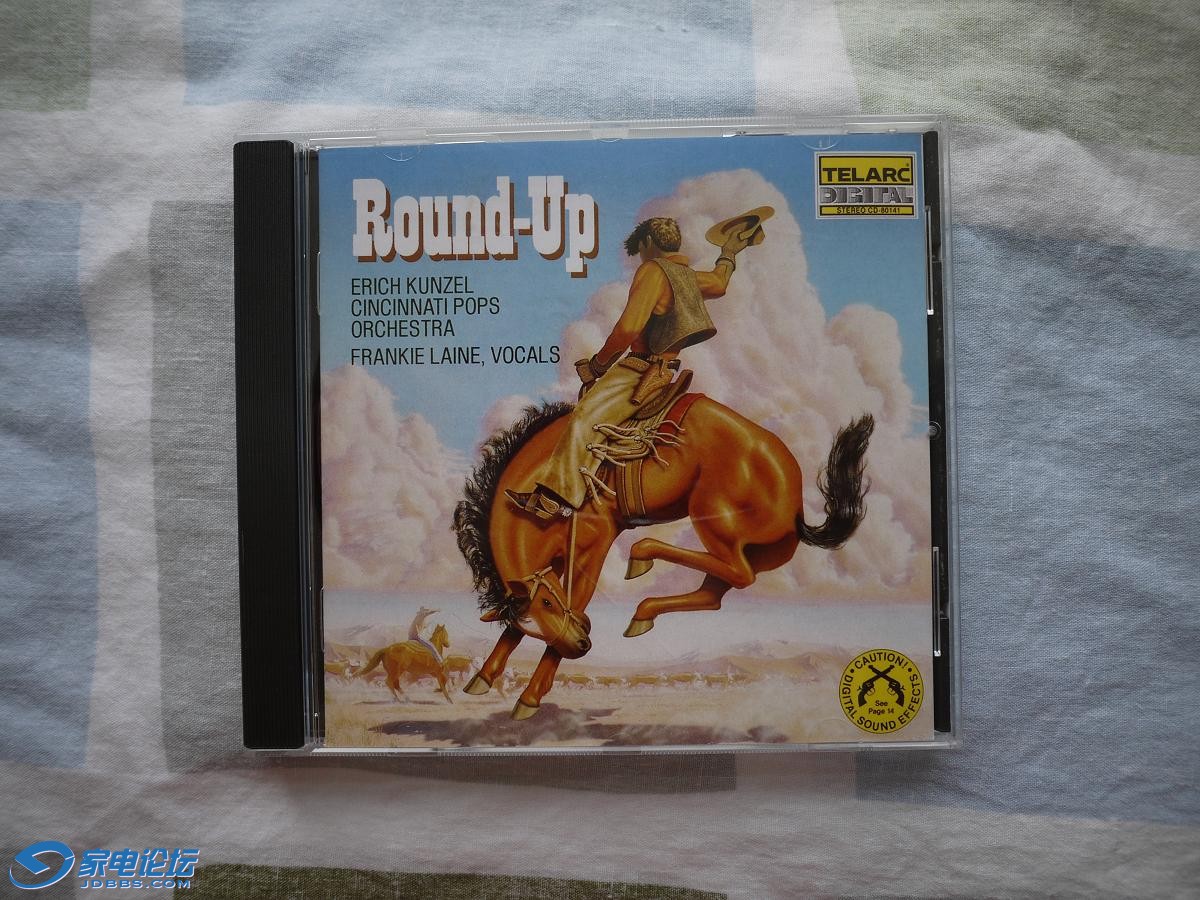 Round-Up
ERICH KUNZEL
CINCINNATI POPS
ORCHESTRA
FRANKIE LAINE, VOCALS
TELARC
DIGITAL
STEREO CD-80141
CAUTION!
See
Page 14
DIGITAL SOUND EFFECTS
家电论坛
JDBBS.COM